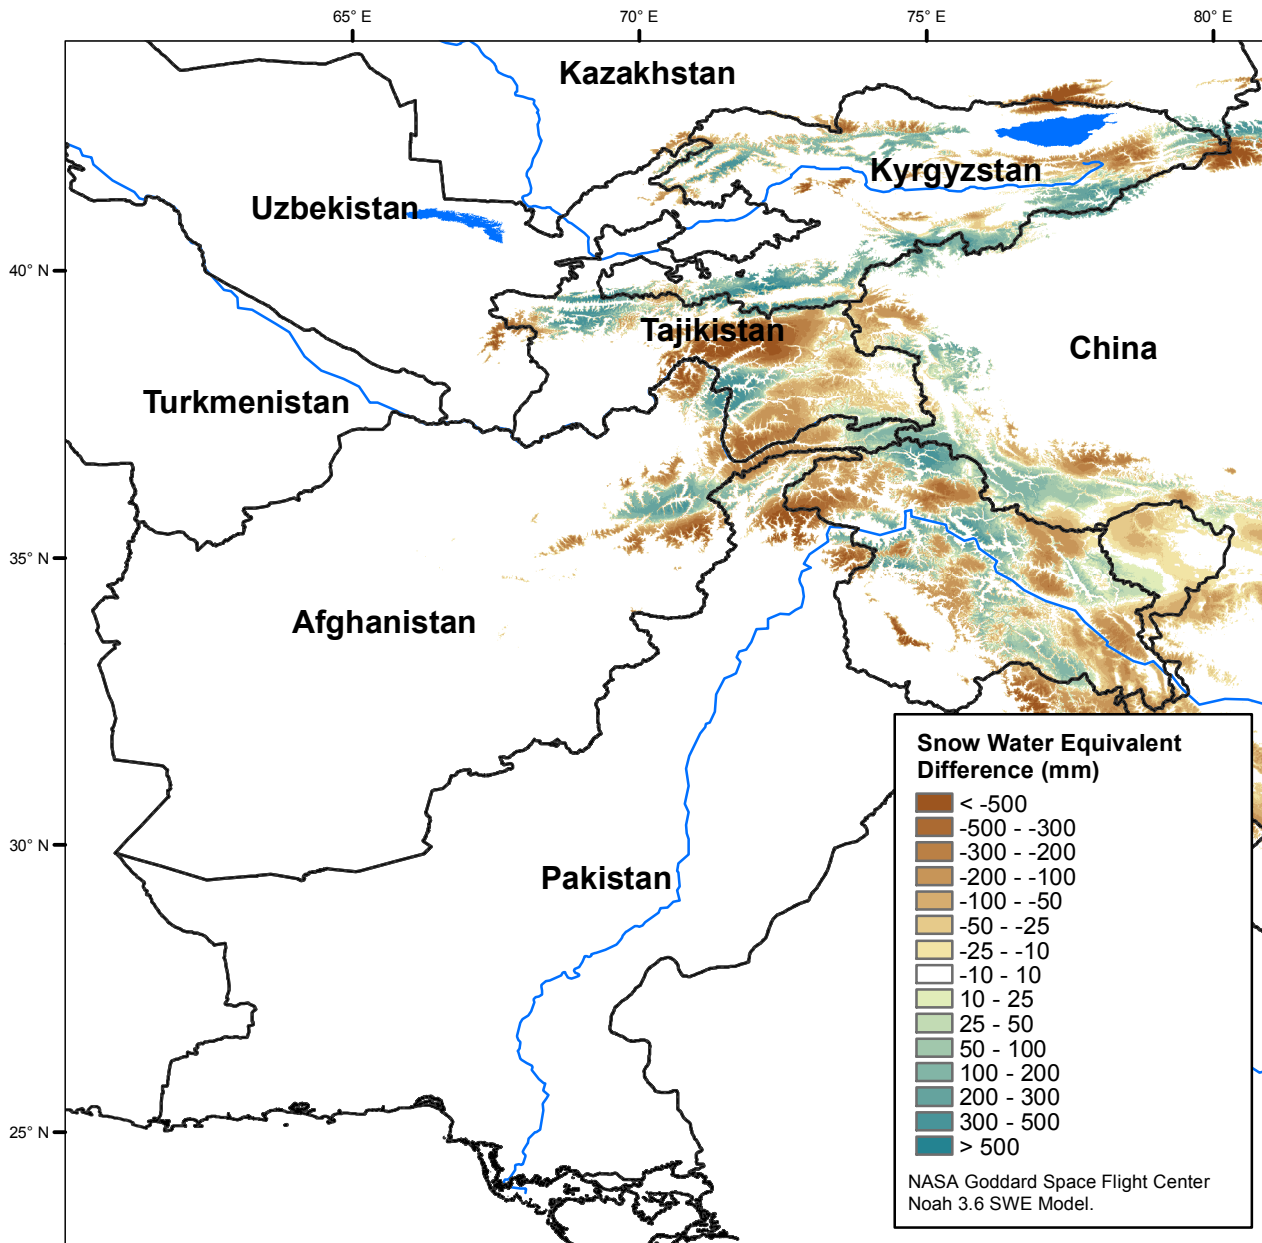 65° E
70° E
75° E
80° E
Kazakhstan
Kyrgyzstan
Uzbekistan
40° N
Tajikistan
China
Turkmenistan
35° N
Afghanistan
30° N
Pakistan
25° N
Snow Water Equivalent
Difference (mm)
< -500
-500 - -300
-300 - -200
-200 - -100
-100 - -50
-50 - -25
-25 - -10
-10 - 10
10 - 25
25 - 50
50 - 100
100 - 200
200 - 300
300 - 500
> 500
NASA Goddard Space Flight Center
Noah 3.6 SWE Model.